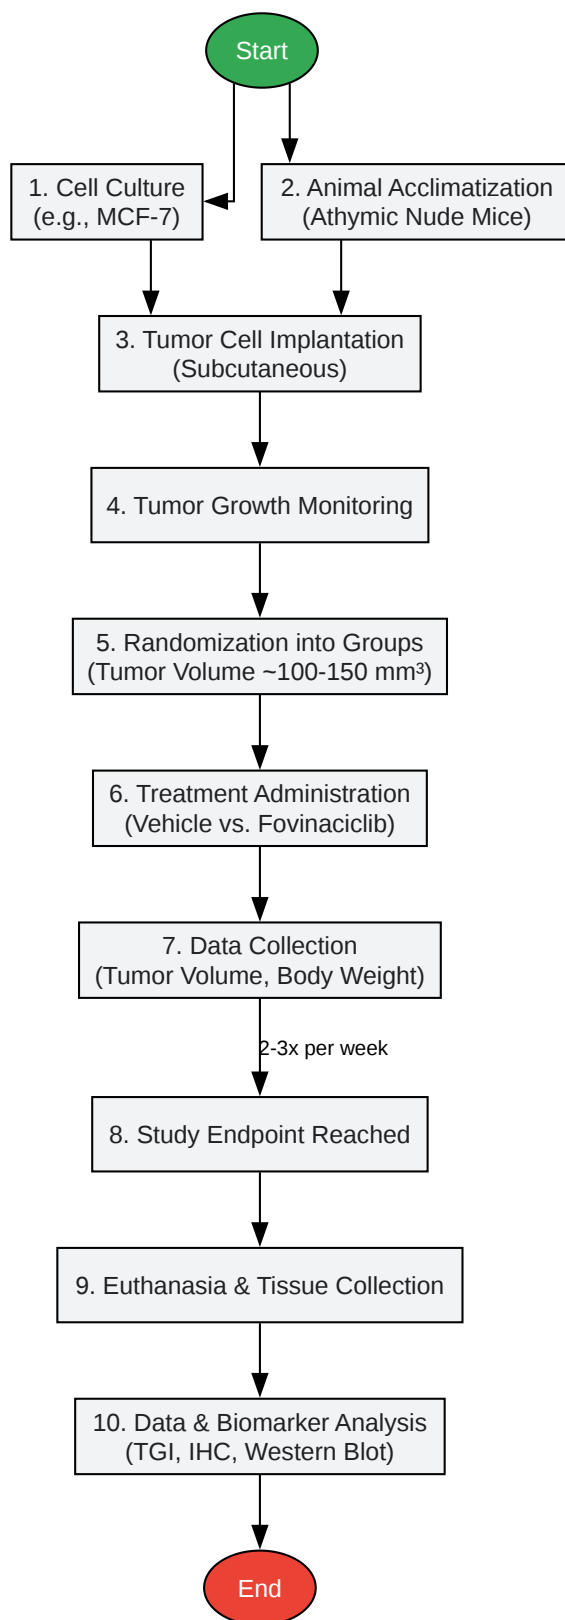 Start
1. Cell Culture
(e.g., MCF-7)
2. Animal Acclimatization
(Athymic Nude Mice)
3. Tumor Cell Implantation
(Subcutaneous)
4. Tumor Growth Monitoring
5. Randomization into Groups
(Tumor Volume ~100-150 mm³)
6. Treatment Administration
(Vehicle vs. Fovinaciclib)
7. Data Collection
(Tumor Volume, Body Weight)
2-3x per week
8. Study Endpoint Reached
9. Euthanasia & Tissue Collection
10. Data & Biomarker Analysis
(TGI, IHC, Western Blot)
End